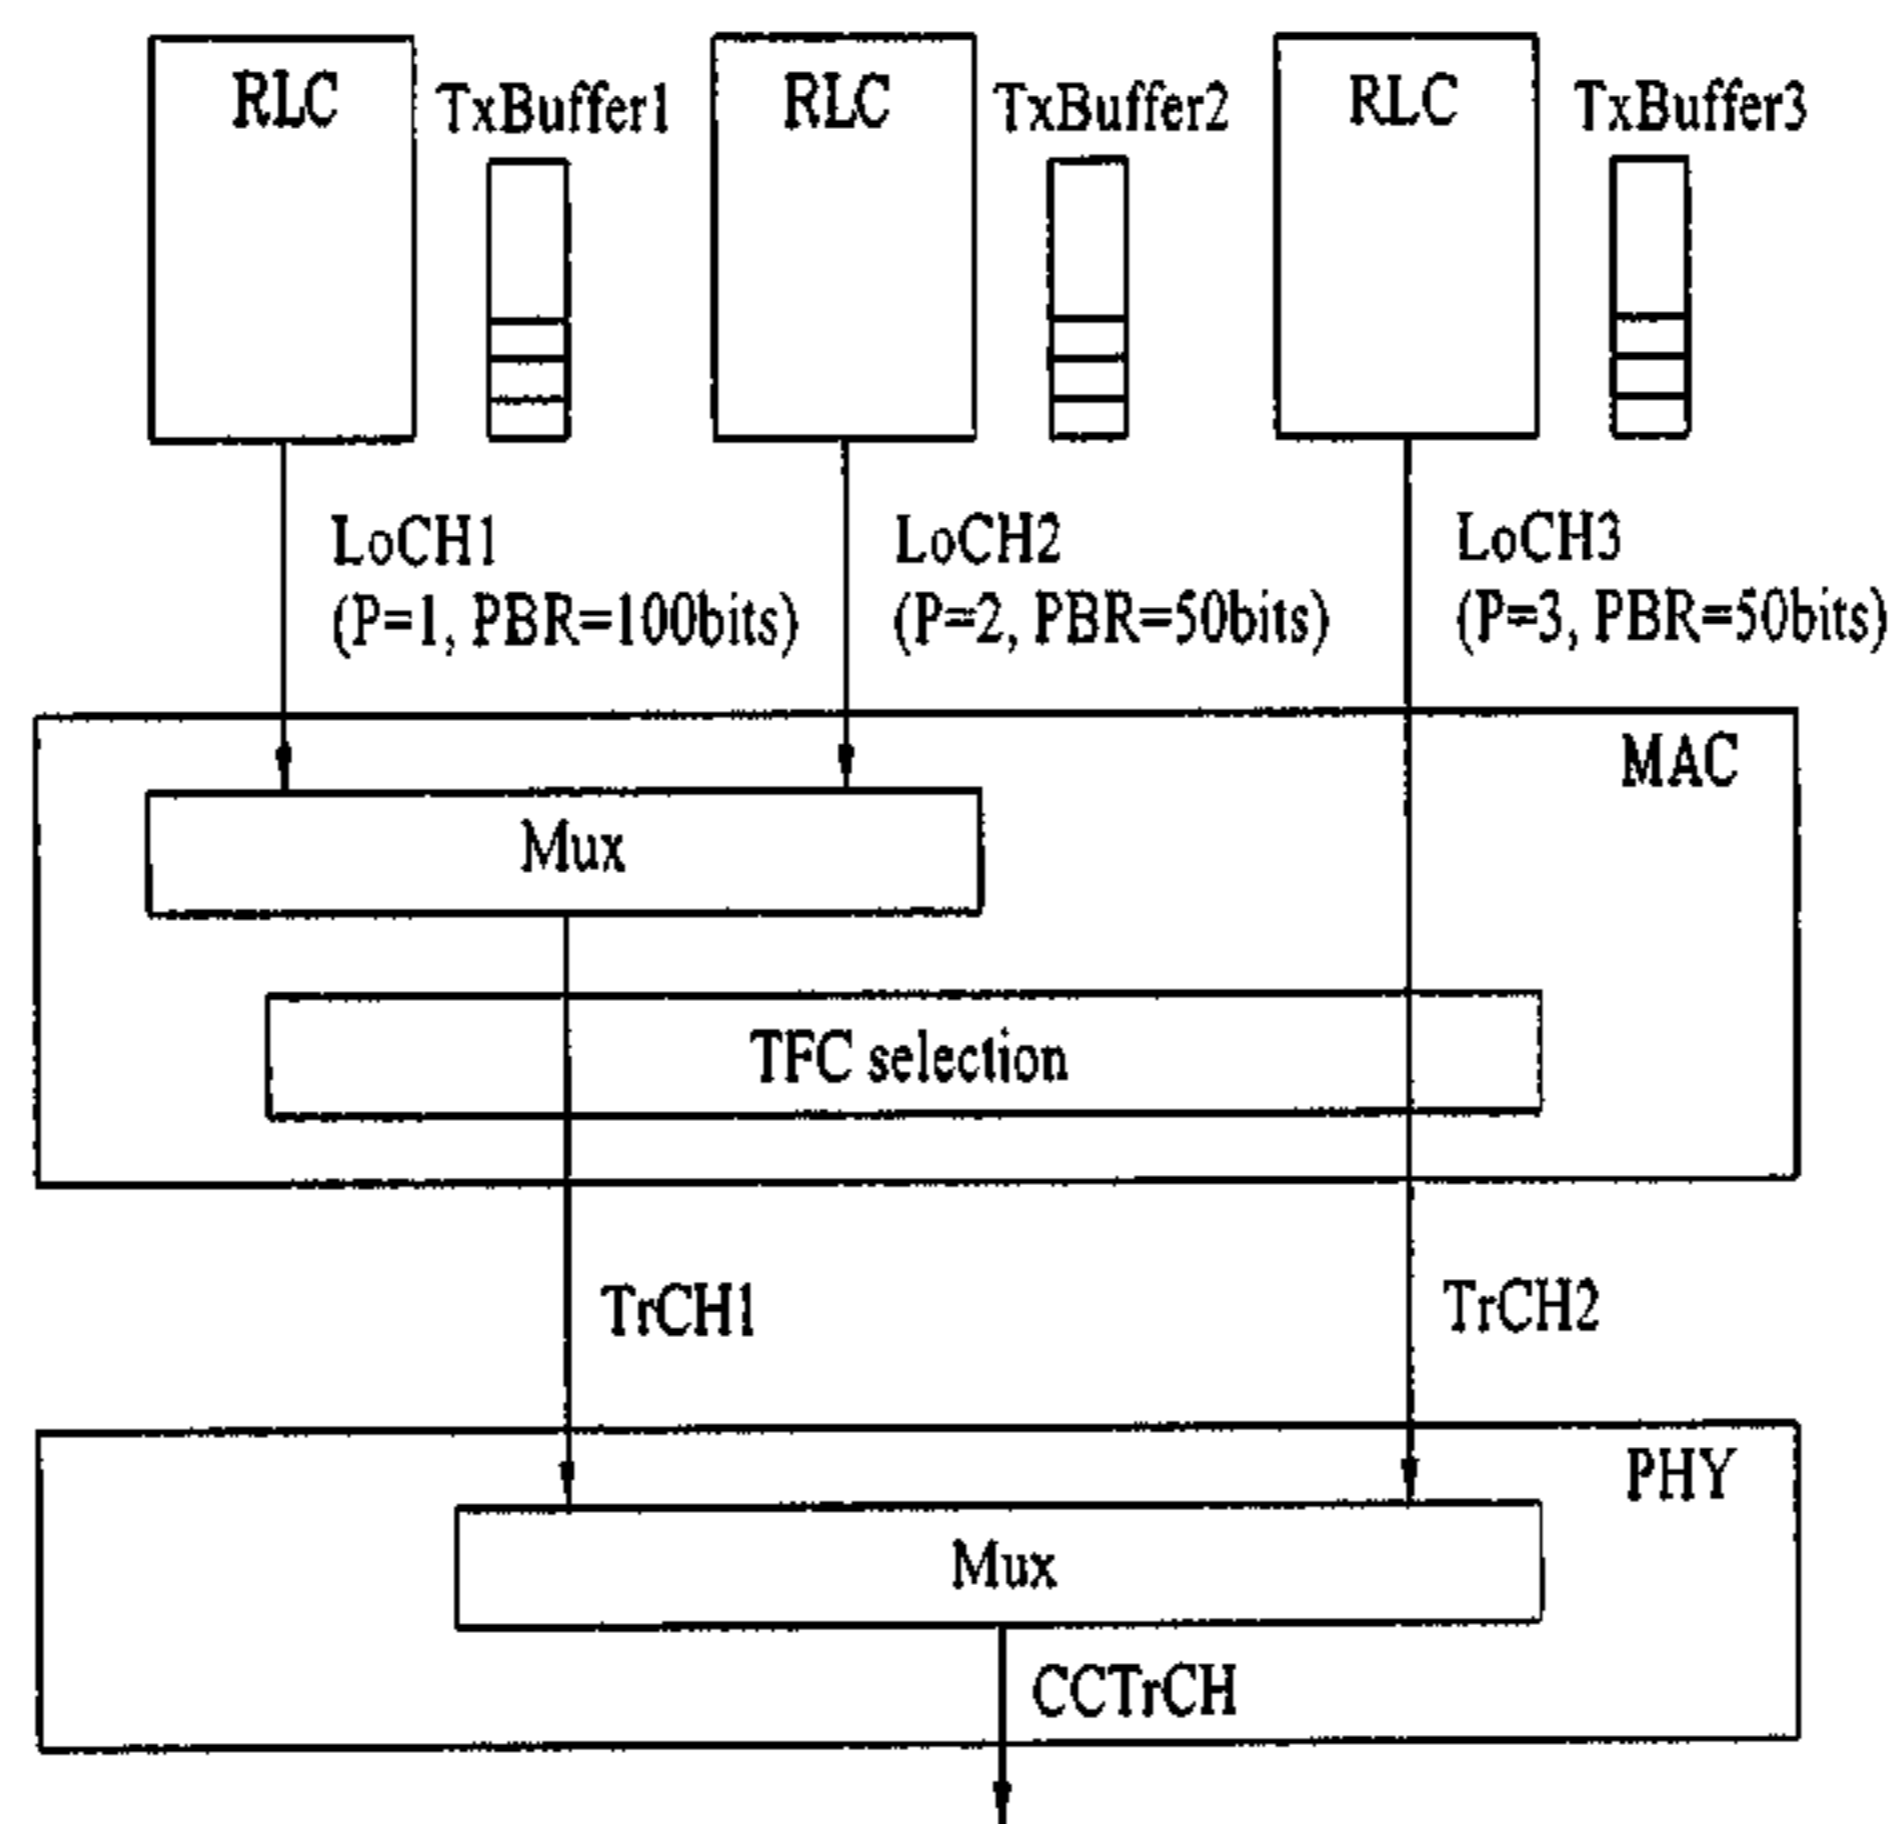 RLC
TxBuffer1
RLC
TxBuffer2
RLC
TxBuffer3
LoCH1
(P=1, PBR=100bits)
LoCH2
(P=2, PBR=50bits)
LoCH3
(P=3, PBR=50bits)
MAC
Mux
TFC selection
TrCH1
TrCH2
PHY
Mux
CCTrCH